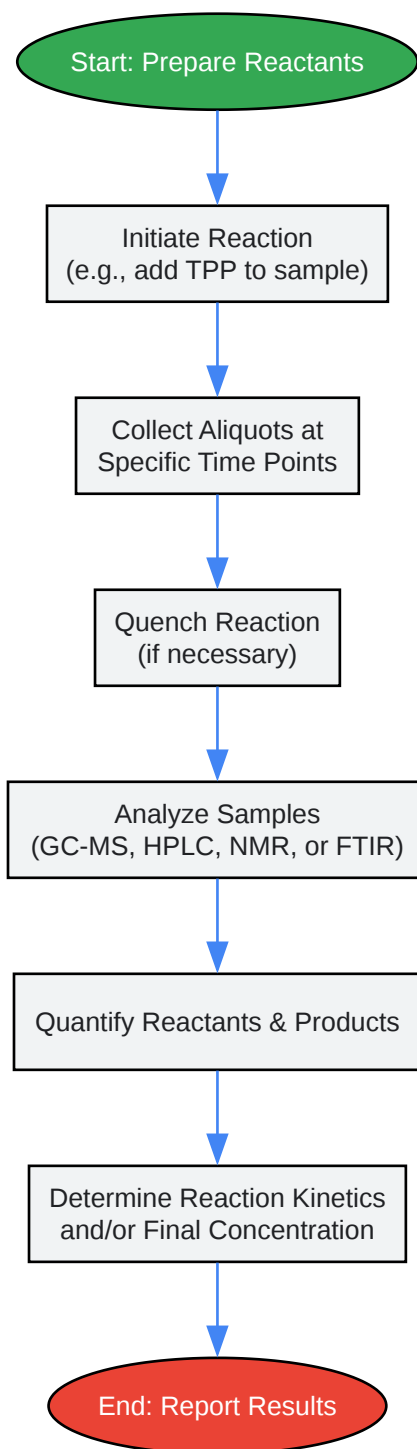 Start: Prepare Reactants
Initiate Reaction
(e.g., add TPP to sample)
Collect Aliquots at
Specific Time Points
Quench Reaction
(if necessary)
Analyze Samples
(GC-MS, HPLC, NMR, or FTIR)
Quantify Reactants & Products
Determine Reaction Kinetics
and/or Final Concentration
End: Report Results